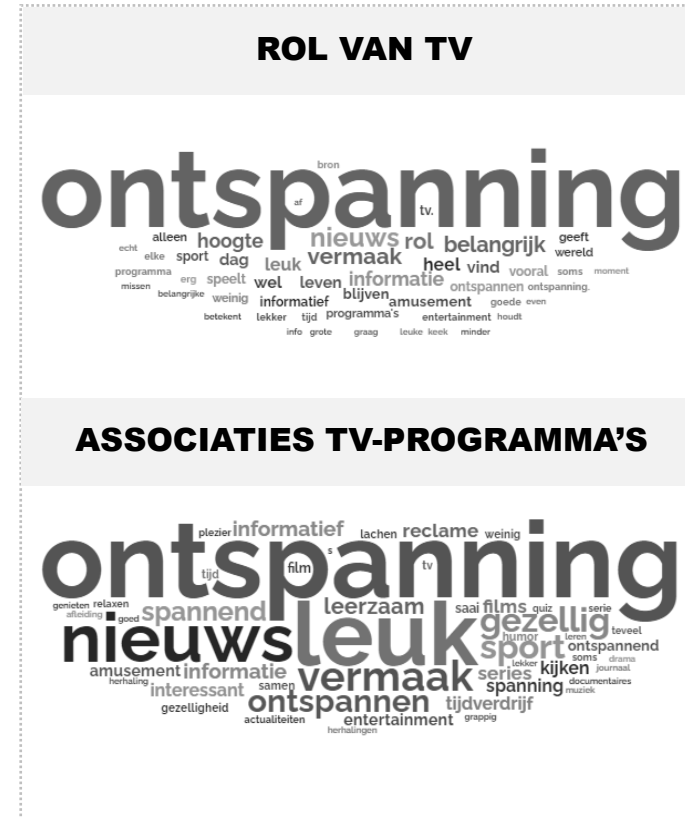 ROL VAN TV
bron
ontspanning
af
tv.
alleen hoogte nieuws rol belangrijk geeft
echt elke sport dag leuk vermaak heel vind vooral soms moment wereld
programma erg speelt wel leven informatie ontspannen ontspanning.
missen belangrijke weinig informatief blijven amusement goede even
betekent lekker tijd programma's entertainment houdt
info grote graag leuke keek minder
ASSOCIATIES TV-PROGRAMMA’S
plezier informatief lachen reclame weinig
ontspanning
s
tijd film tv
genieten relaxen leerzaam saai films quiz serie
afleiding goed spannend gezellig teveel
nieuws leuk humor leren
sport ontspannend
amusement informatie vermaak series lekker kijken soms drama journaal
herhaling interessant samen spanning documentaires
muziek
gezelligheid ontspannen tijdverdrijf
actualiteiten entertainment grappig
herhalingen